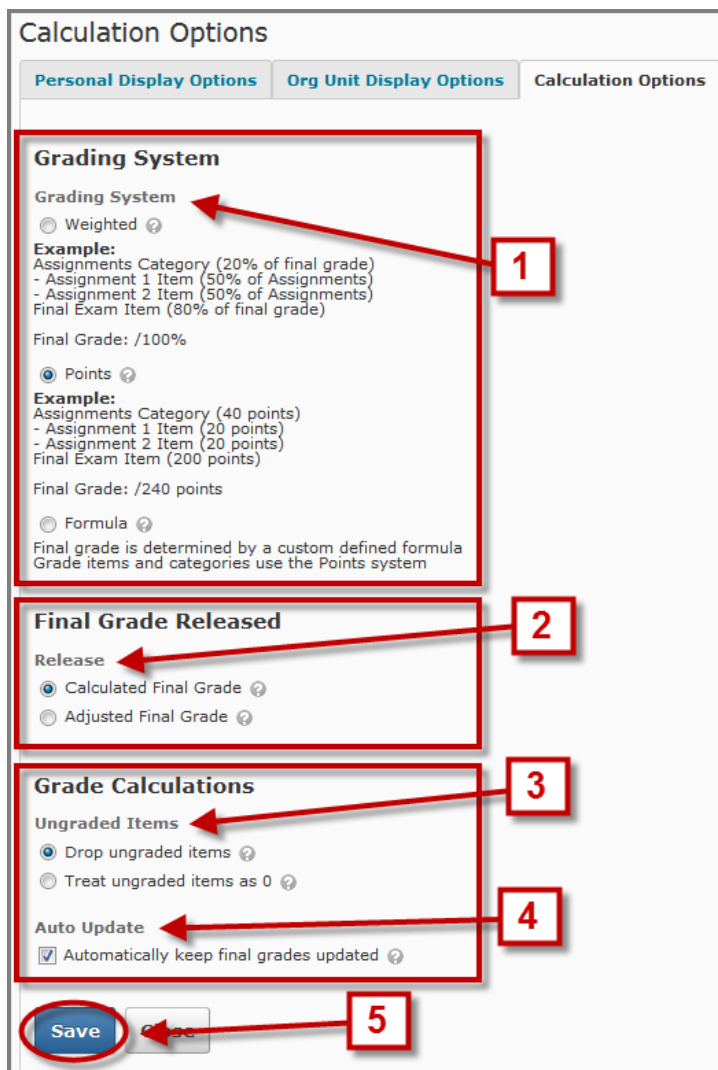 Calculation Options
Personal Display Options
Org Unit Display Options
Calculation Options
Grading System
Grading System
Weighted
Example:
Assignments Category (20% of final grade)
- Assignment 1 Item (50% of Assignments)
- Assignment 2 Item (50% of Assignments)
Final Exam Item (80% of final grade)
Final Grade: /100%
1
Points
Example:
Assignments Category (40 points)
- Assignment 1 Item (20 points)
- Assignment 2 Item (20 points)
Final Exam Item (200 points)
Final Grade: /240 points
Formula
Final grade is determined by a custom defined formula
Grade items and categories use the Points system
Final Grade Released
2
Release
Calculated Final Grade
Adjusted Final Grade
Grade Calculations
3
Ungraded Items
Drop ungraded items
Treat ungraded items as 0
4
Auto Update
Automatically keep final grades updated
Save
Close
5